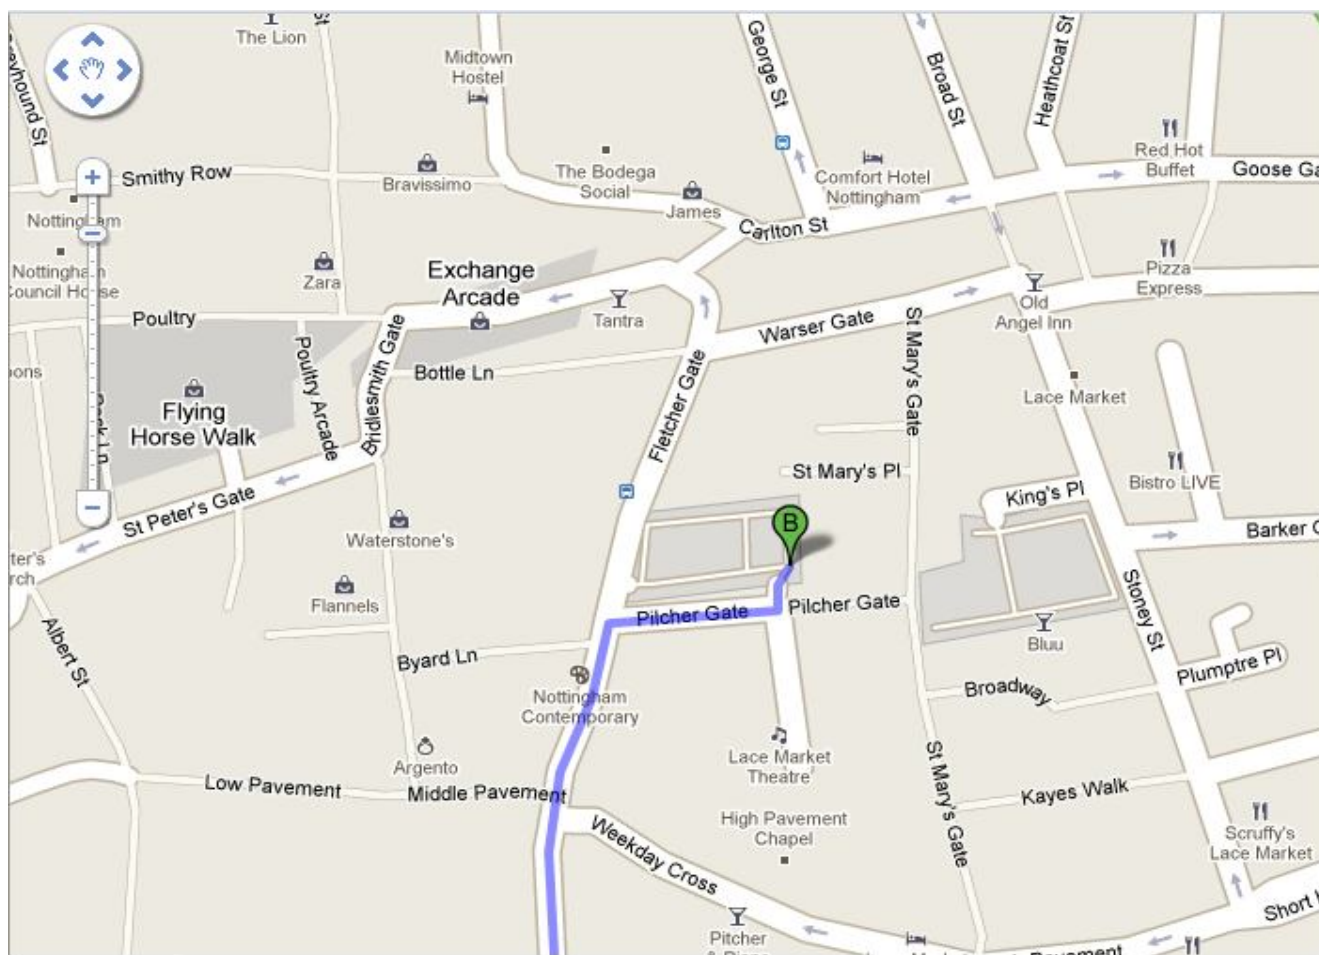 The Lion
St
Midtown
Hostel
George St
Broad St
Heathcoat St
Smithy Row
Bravissimo
The Bodega
Social
James
Comfort Hotel
Nottingham
Red Hot
Buffet
Carlton St
Nottingham
Zara
Exchange
Arcade
Tantra
Pizza
Express
Old
Angel Inn
Poultry
Warser Gate
St Mary's Gate
Bottle Ln
Poultry Arcade
Bridlesmith Gate
Fletcher Gate
Lace Market
Flying
Horse Walk
St Mary's Pl
King's Pl
Bistro LIVE
St Peter's Gate
Waterstone's
B
Flannels
Pilcher Gate
Pilcher Gate
Stoney St
Bluu
Albert St
Byard Ln
Broadway
Plumptre Pl
Nottingham
Contemporary
Argento
Lace Market
Theatre
Low Pavement
Middle Pavement
St Mary's Gate
Kayes Walk
High Pavement
Chapel
Weekday Cross
Scruffy's
Lace Market
Short
Pitcher